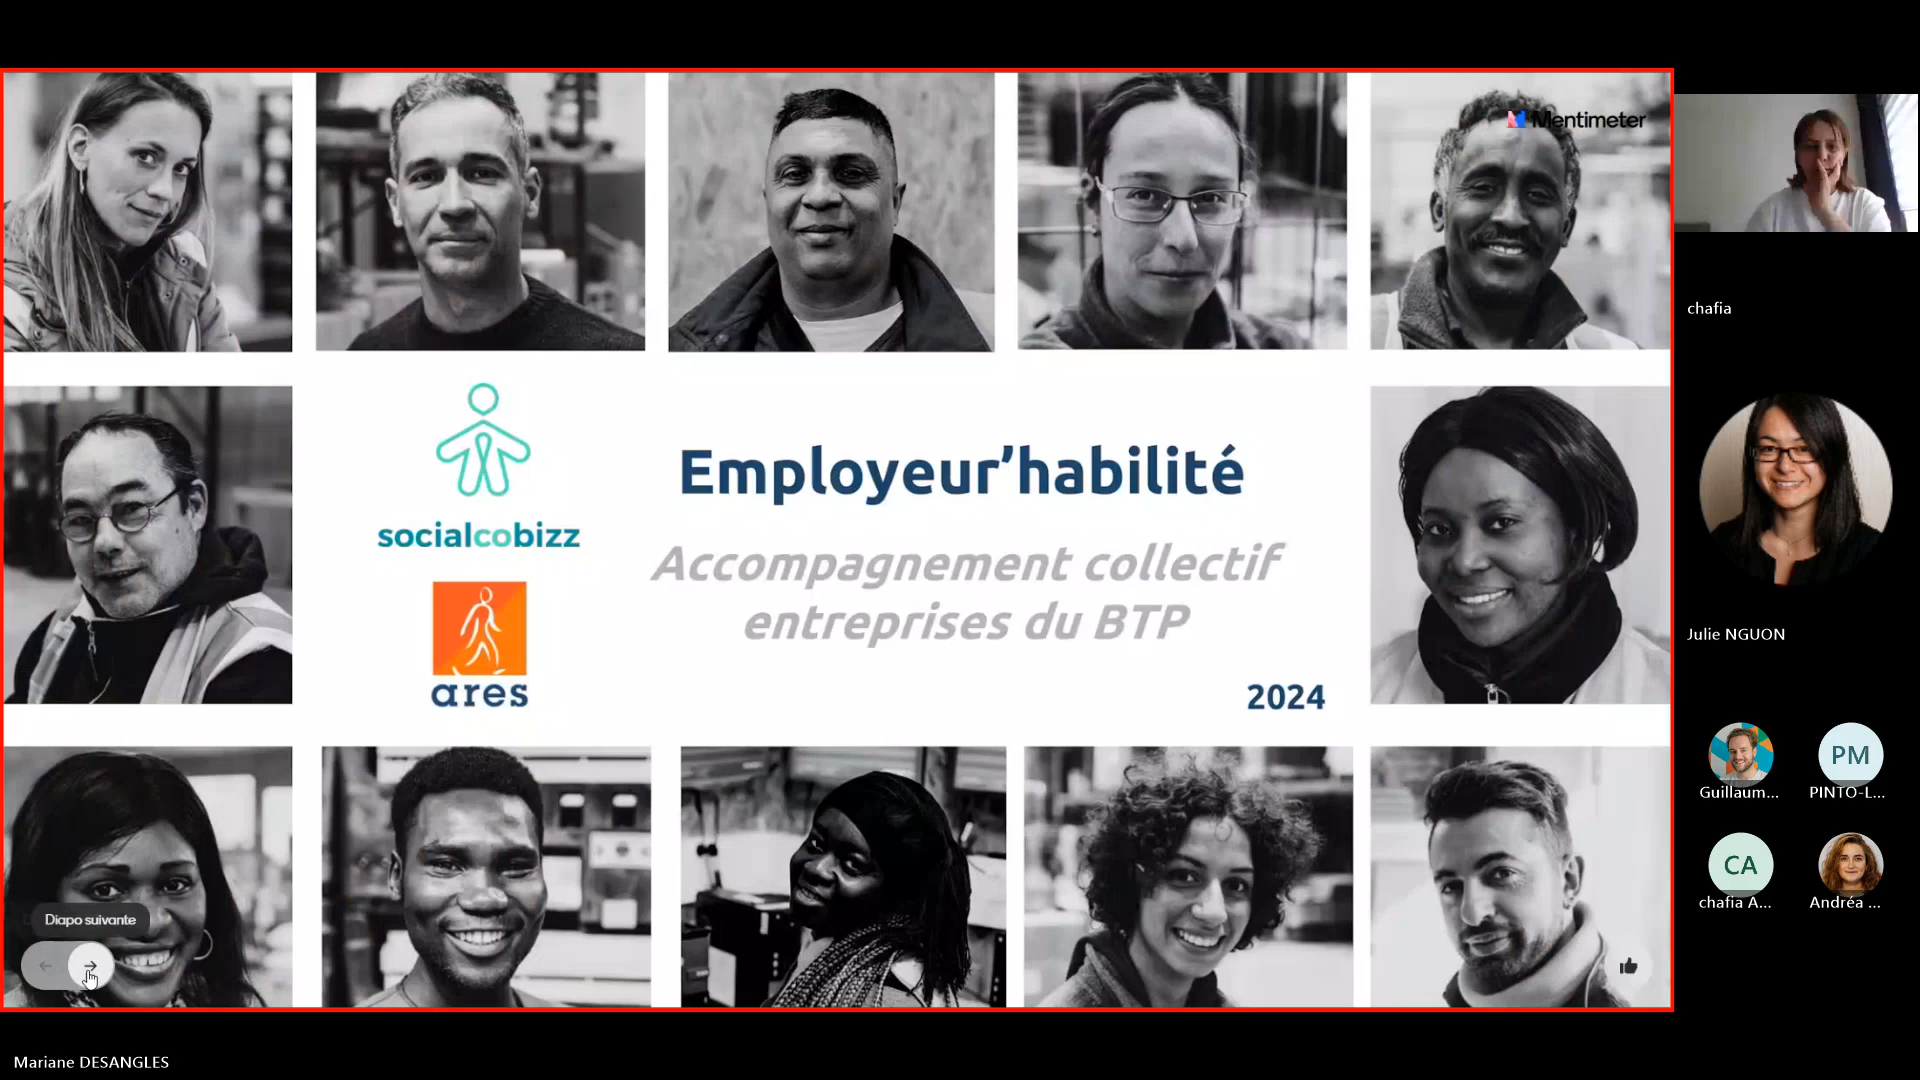 Mentimeter
socialcobizz
ares
Employeur’habilité
Accompagnement collectif
entreprises du BTP
2024
Diapo suivante
chafia
Julie NGUON
Guillaum...
PM
PINTO-L...
CA
chafia A...
Andréa ...
Mariane DESANGLES